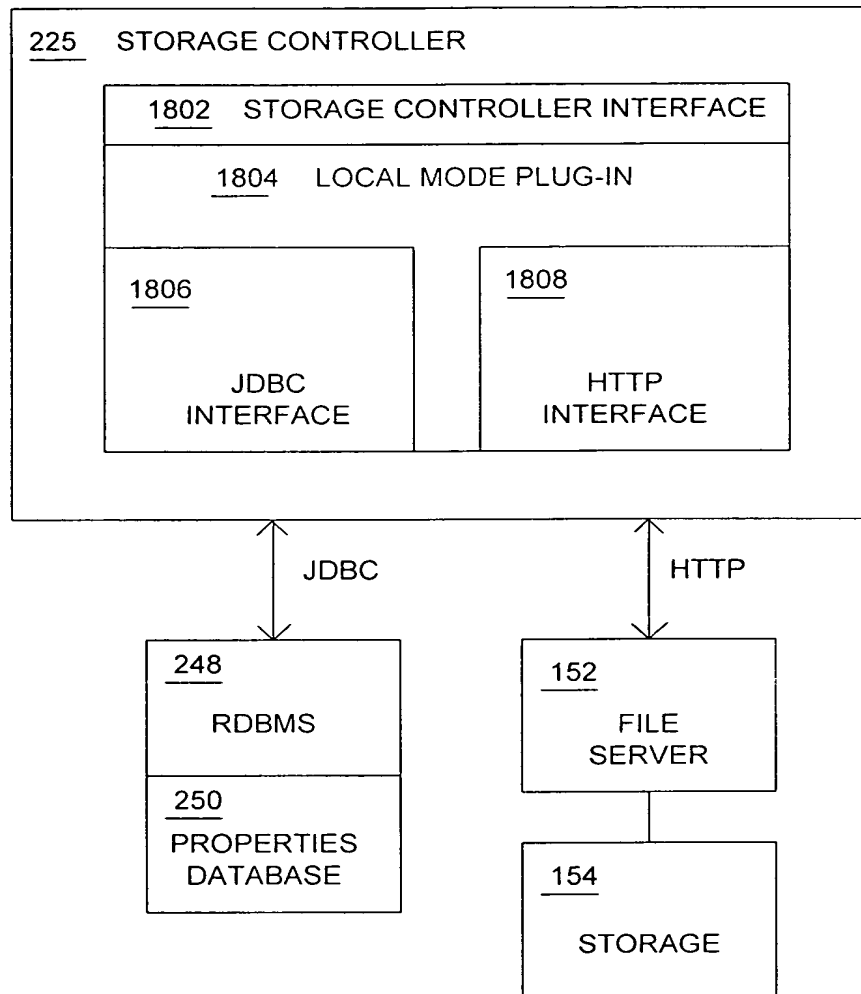 225 STORAGE CONTROLLER
1802 STORAGE CONTROLLER INTERFACE
1804 LOCAL MODE PLUG-IN
1806
JDBC
INTERFACE
1808
HTTP
INTERFACE
JDBC
HTTP
248
RDBMS
250
PROPERTIES
DATABASE
152
FILE
SERVER
154
STORAGE